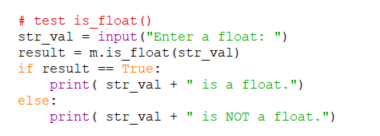 # test is_float()
str_val = input("Enter a float: ")
result = m.is_float(str_val)
if result == True:
    print( str_val + " is a float.")
else:
    print( str_val + " is NOT a float.")